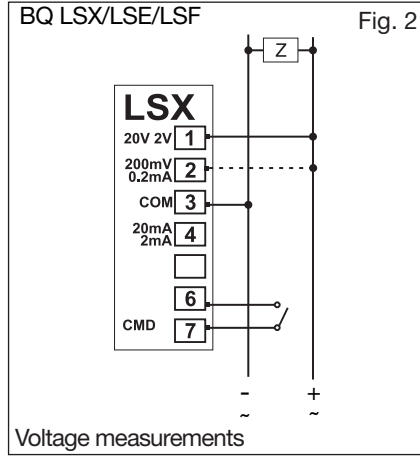 BQ LSX/LSE/LSF
Fig. 2
Z
LSX
20V 2V 1
200mV
0.2mA 2
COM 3
20mA
2mA 4
6
CMD 7
- +
~ ~
Voltage measurements